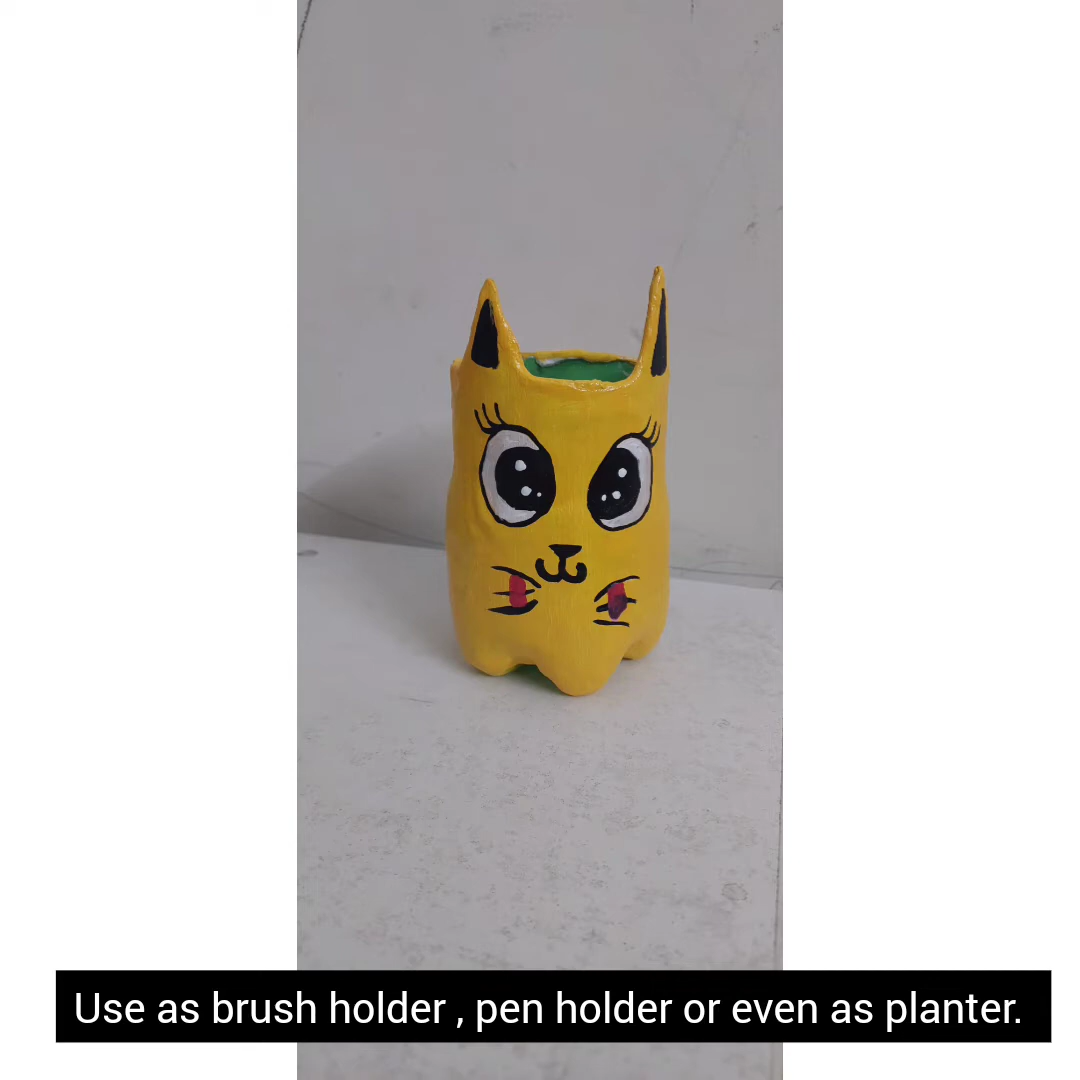 Use as brush holder , pen holder or even as planter.